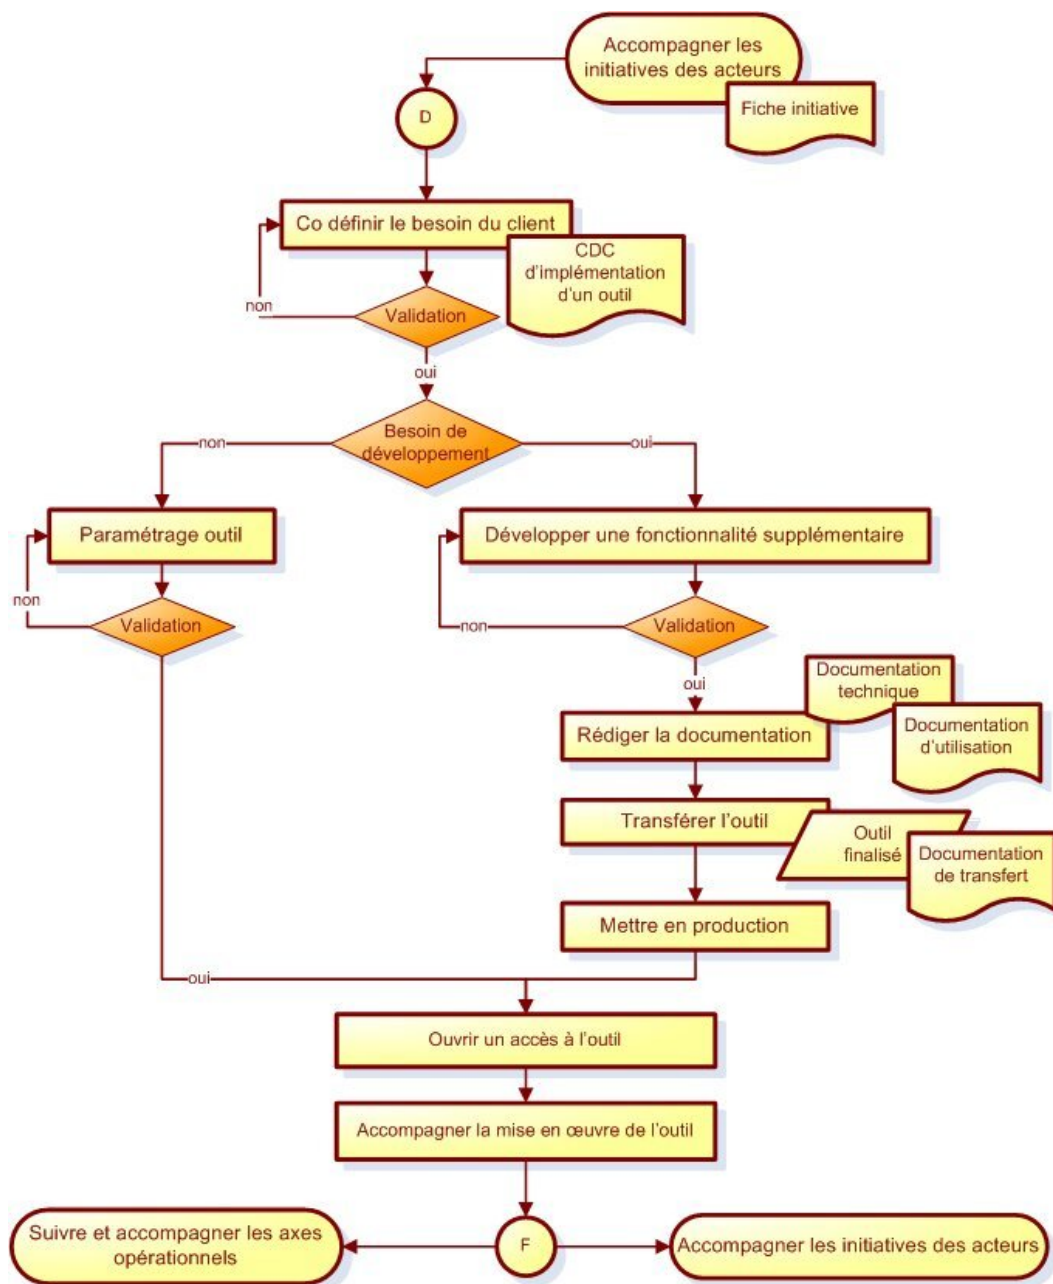 Accompagner les
initiatives des acteurs
Fiche initiative
D
Co définir le besoin du client
CDC
d'implémentation
d'un outil
non
Validation
oui
Besoin de
développement
non
oui
Paramétrage outil
Développer une fonctionnalité supplémentaire
non
Validation
non
Validation
oui
Documentation
technique
Documentation
d'utilisation
Rédiger la documentation
Transférer l'outil
Outil
finalisé
Documentation
de transfert
Mettre en production
oui
Ouvrir un accès à l'outil
Accompagner la mise en œuvre de l'outil
Suivre et accompagner les axes
opérationnels
F
Accompagner les initiatives des acteurs